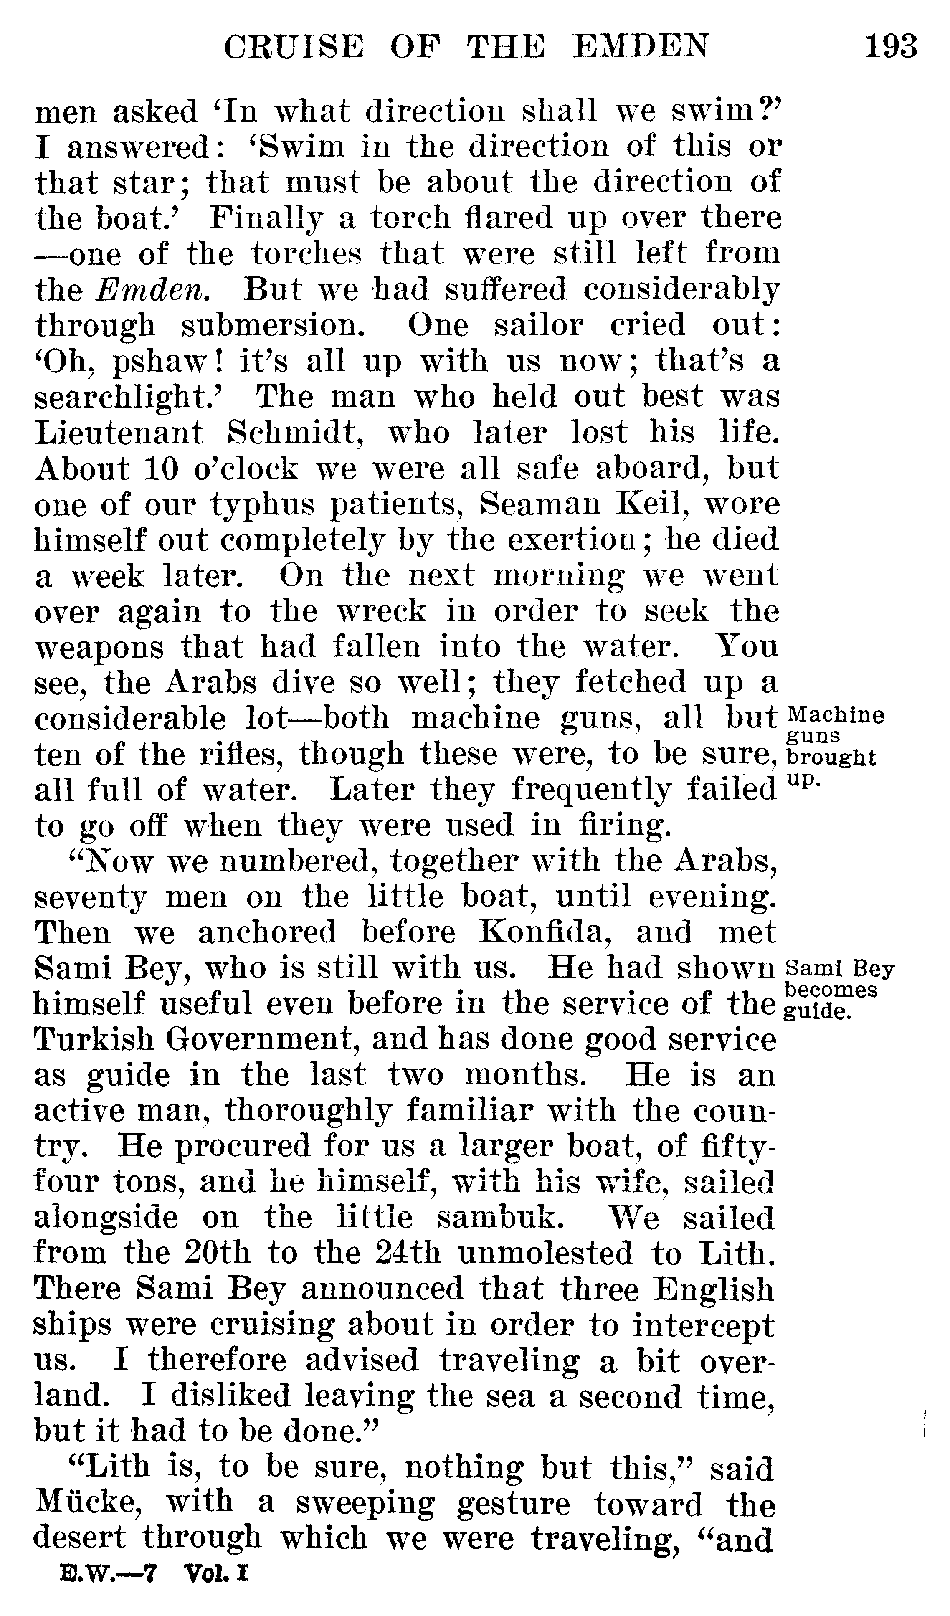 CRUISE OF THE EMDEN 193
men asked ‘In what direction shall we swim?’
I answered: ‘Swim in the direction of this or
that star; that must be about the direction of
the boat.’ Finally a torch flared up over there
—one of the torches that were still left from
the Emden. But we had suffered considerably
through submersion. One sailor cried out:
‘Oh, pshaw! it’s all up with us now; that’s a
searchlight.’ The man who held out best was
Lieutenant Schmidt, who later lost his life.
About 10 o’clock we were all safe aboard, but
one of our typhus patients, Seaman Keil, wore
himself out completely by the exertion; he died
a week later. On the next morning we went
over again to the wreck in order to seek the
weapons that had fallen into the water. You
see, the Arabs dive so well; they fetched up a
considerable lot—both machine guns, all but
ten of the rifles, though these were, to be sure,
all full of water. Later they frequently failed
to go off when they were used in firing.
Machine
guns
brought
up.
“Now we numbered, together with the Arabs,
seventy men on the little boat, until evening.
Then we anchored before Konfida, and met
Sami Bey, who is still with us. He had shown
himself useful even before in the service of the
Turkish Government, and has done good service
as guide in the last two months. He is an
active man, thoroughly familiar with the coun-
try. He procured for us a larger boat, of fifty-
four tons, and he himself, with his wife, sailed
alongside on the little sambuk. We sailed
from the 20th to the 24th unmolested to Lith.
There Sami Bey announced that three English
ships were cruising about in order to intercept
us. I therefore advised traveling a bit over-
land. I disliked leaving the sea a second time,
but it had to be done.”
Sami Bey
becomes
guide.
“Lith is, to be sure, nothing but this,” said
Mücke, with a sweeping gesture toward the
desert through which we were traveling, “and
E.W.—7 Vol. I